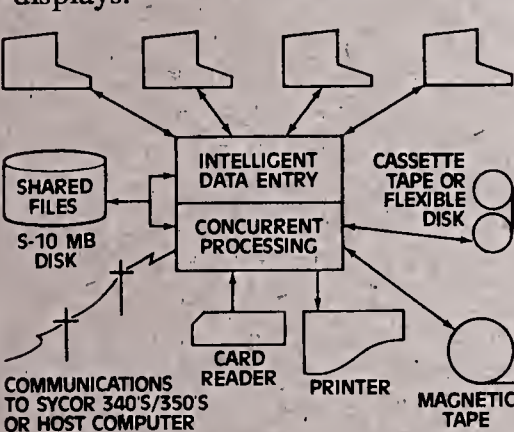 displays.
INTELLIGENT
DATA ENTRY
CONCURRENT
PROCESSING
SHARED
FILES
S-10 MB
DISK
CASSETTE
TAPE OR
FLEXIBLE
DISK
CARD
READER
PRINTER
MAGNETIC
TAPE
COMMUNICATIONS
TO SYCOR 340'S/350'S
OR HOST COMPUTER